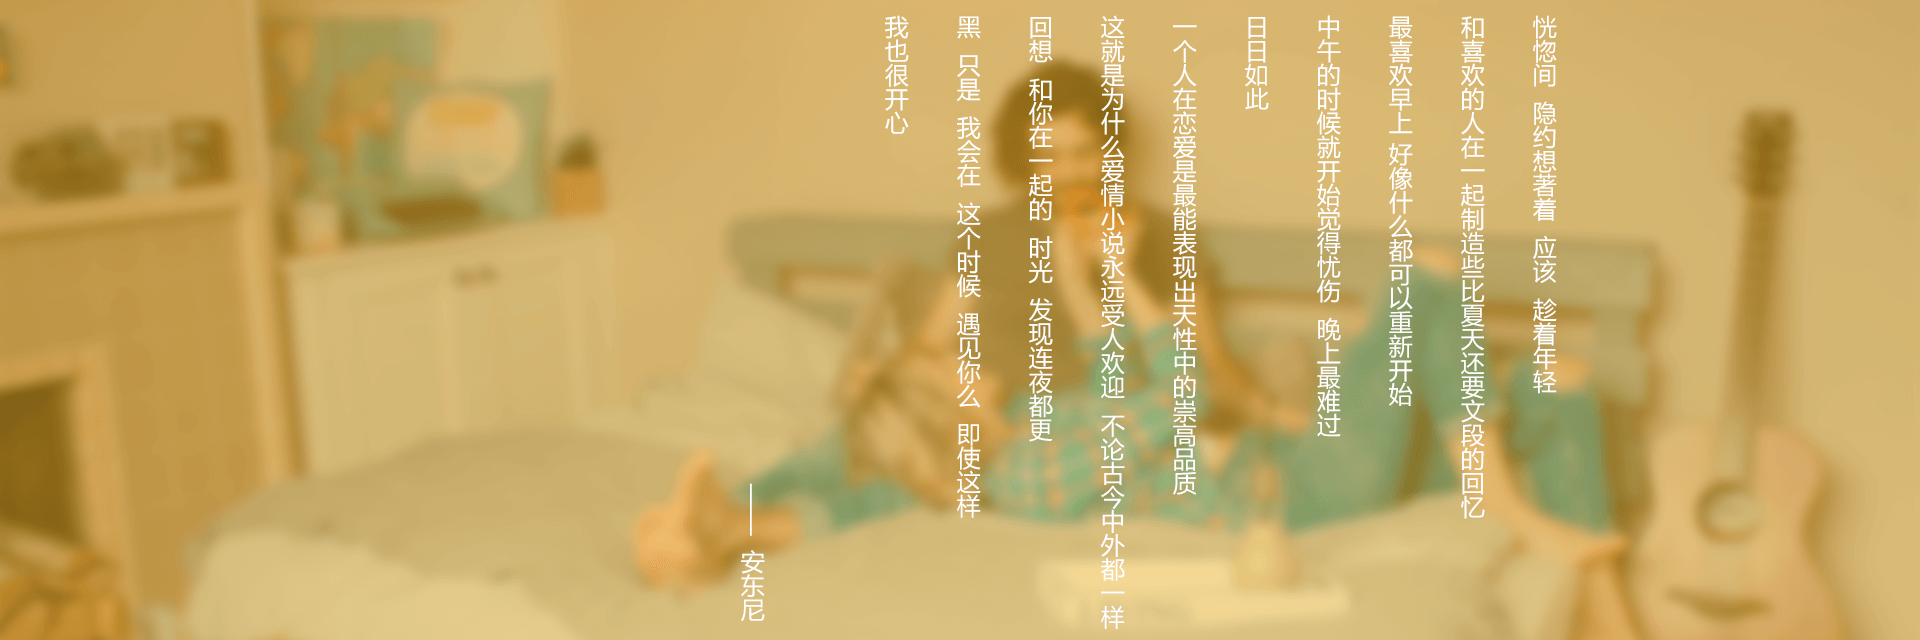 恍惚间 隐约想著着 应该 趁着年轻
和喜欢的人在一起制造些比夏天还要文段的回忆
最喜欢早上 好像什么都可以重新开始
中午的时候就开始觉得忧伤 晚上最难过
日日如此
一个人在恋爱是最能表现出天性中的崇高品质
这就是为什么爱情小说永远受人欢迎 不论古今中外都一样
回想 和你在一起的 时光 发现连夜都更
黑 只是 我会在 这个时候 遇见你么 即使这样
我也很开心
——安东尼